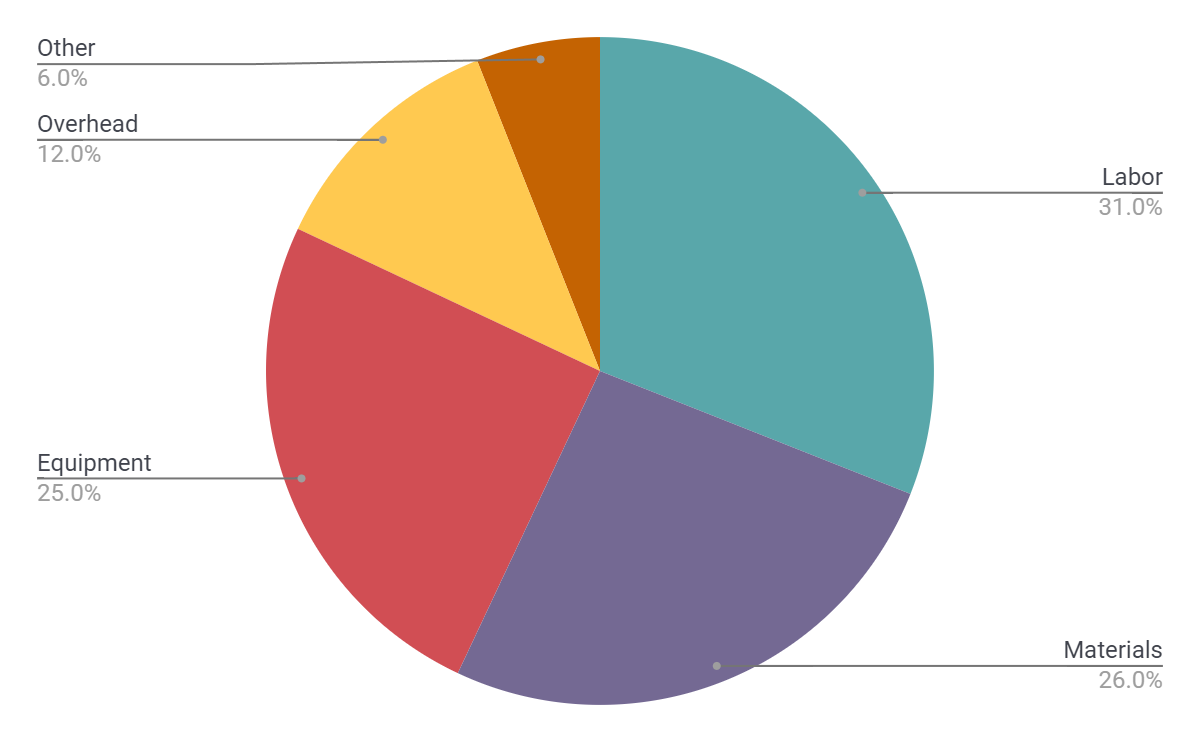 Other
6.0%
Overhead
12.0%
Labor
31.0%
Equipment
25.0%
Materials
26.0%